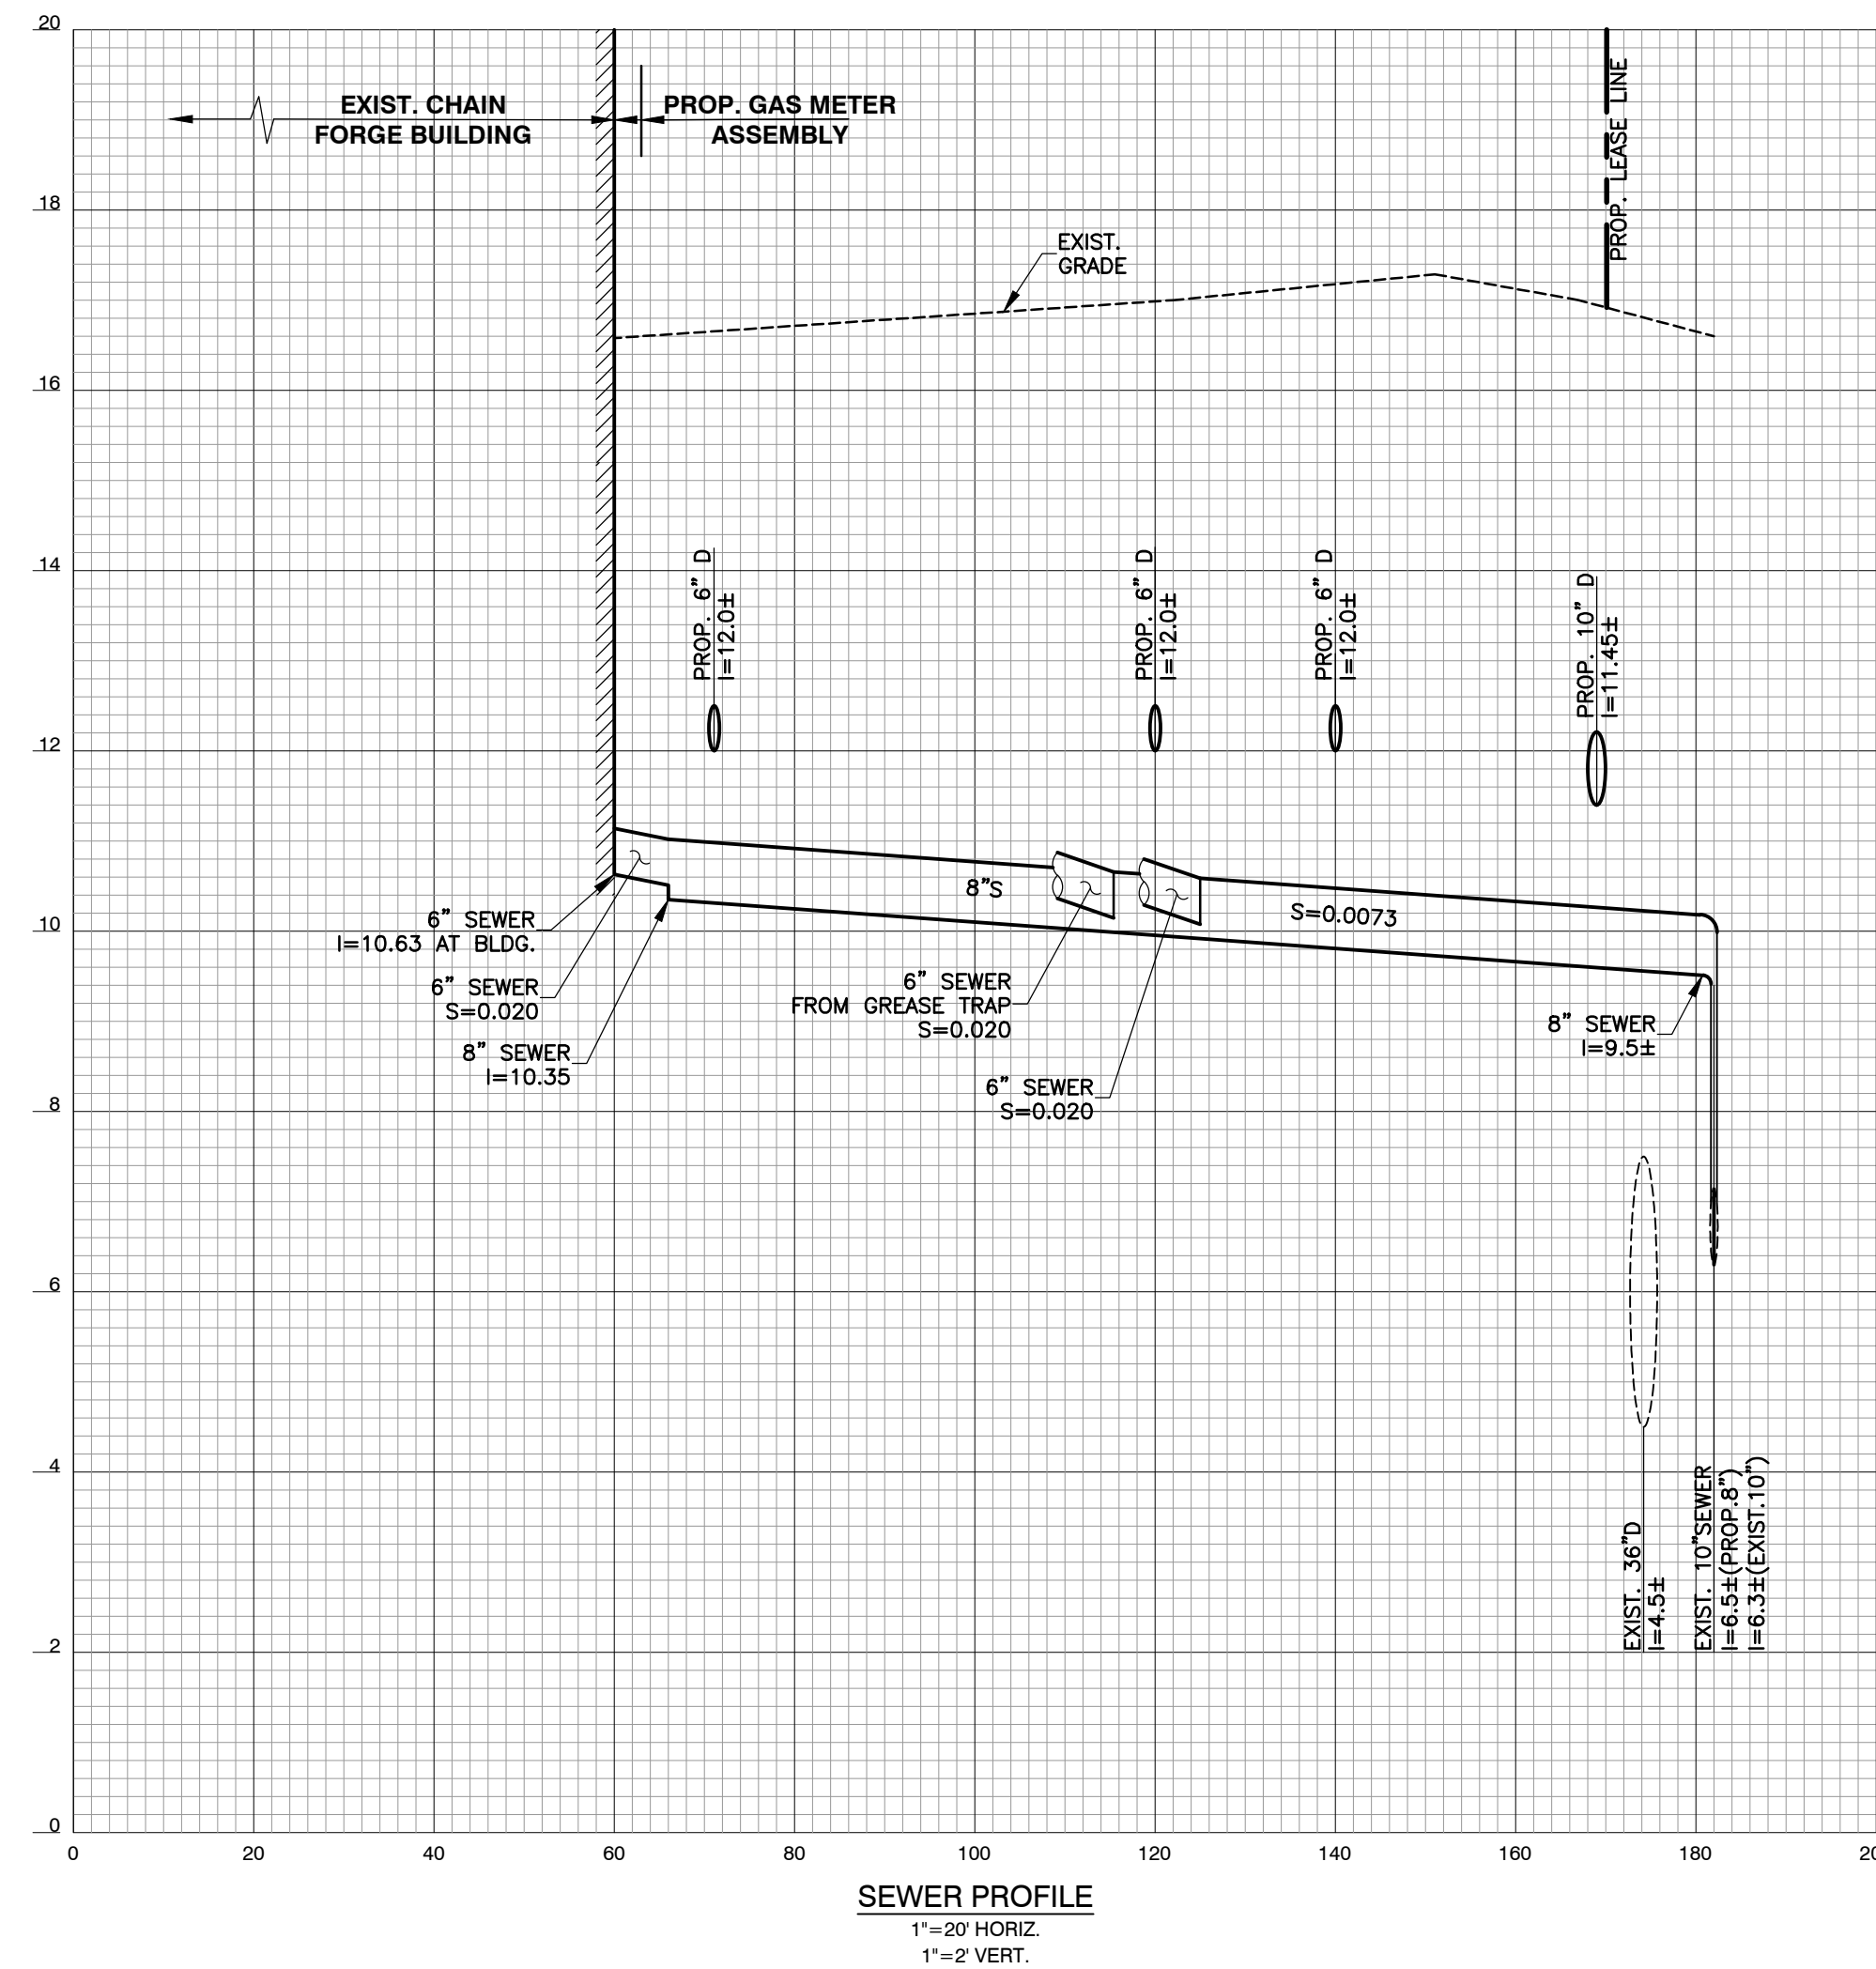 20
18
16
14
12
10
8
6
4
2
0
EXIST. CHAIN
FORGE BUILDING
PROP. GAS METER
ASSEMBLY
PROP. LEASE LINE
EXIST.
GRADE
PROP. 6" D
I=12.0±
PROP. 6" D
I=12.0±
PROP. 6" D
I=12.0±
PROP. 10" D
I=11.45±
8"S
S=0.0073
6" SEWER
I=10.63 AT BLDG.
6" SEWER
S=0.020
8" SEWER
I=10.35
6" SEWER
FROM GREASE TRAP
S=0.020
6" SEWER
S=0.020
8" SEWER
I=9.5±
EXIST. 36"D
I=4.5±
EXIST. 10"SEWER
I=6.5±(PROP.8")
I=6.3±(EXIST.10")
0
20
40
60
80
100
120
140
160
180
SEWER PROFILE
1"=20' HORIZ.
1"=2' VERT.